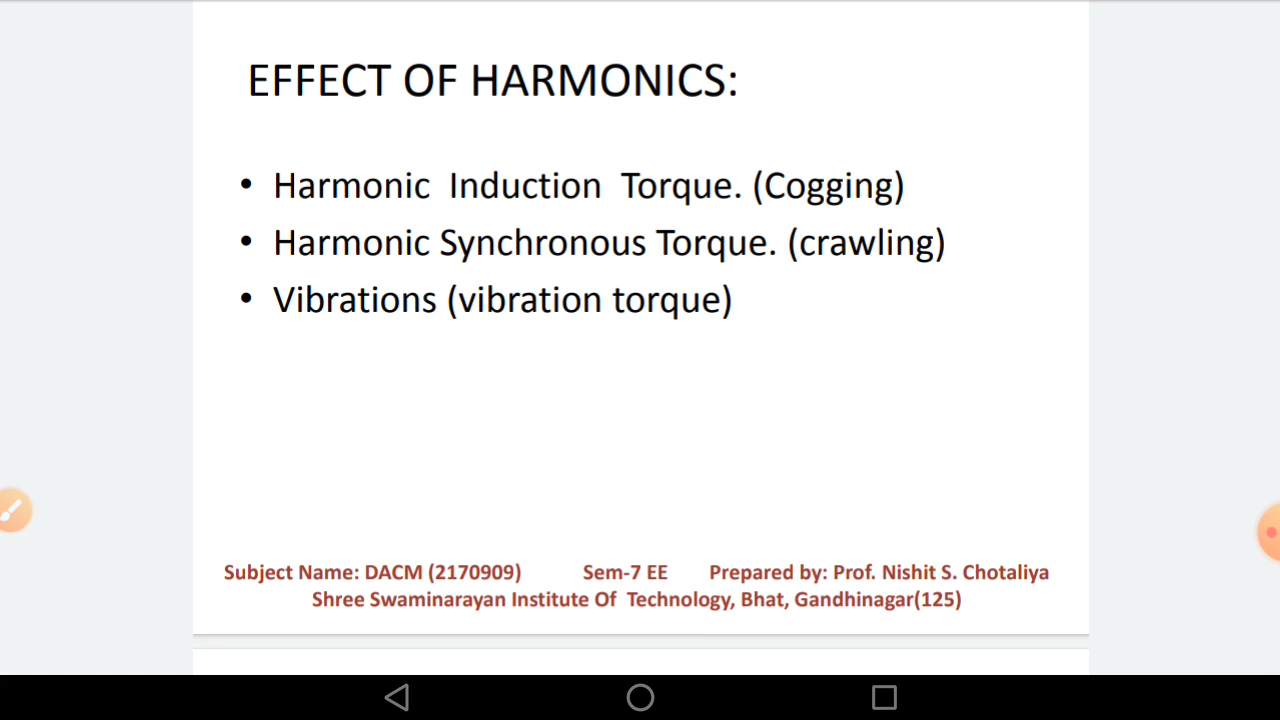 EFFECT OF HARMONICS:
• Harmonic Induction Torque. (Cogging)
• Harmonic Synchronous Torque. (crawling)
• Vibrations (vibration torque)
Subject Name: DACM (2170909) Sem-7 EE Prepared by: Prof. Nishit S. Chotaliya
Shree Swaminarayan Institute Of Technology, Bhat, Gandhinagar(125)